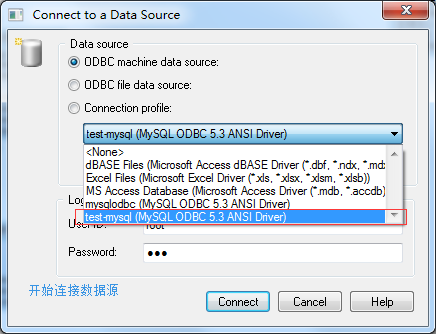 Connect to a Data Source
Data source
ODBC machine data source:
ODBC file data source:
Connection profile:
test-mysql (MySQL ODBC 5.3 ANSI Driver)
<None>
dBASE Files (Microsoft Access dBASE Driver (*.dbf, *.ndx, *.mdx
Excel Files (Microsoft Excel Driver (*.xls, *.xlsx, *.xlsm, *.xlsb))
MS Access Database (Microsoft Access Driver (*.mdb, *.accdb)
mysqlodbc (MySQL ODBC 5.3 ANSI Driver)
test-mysql (MySQL ODBC 5.3 ANSI Driver)
User ID: root
Password: •••
开始连接数据源
Connect Cancel Help